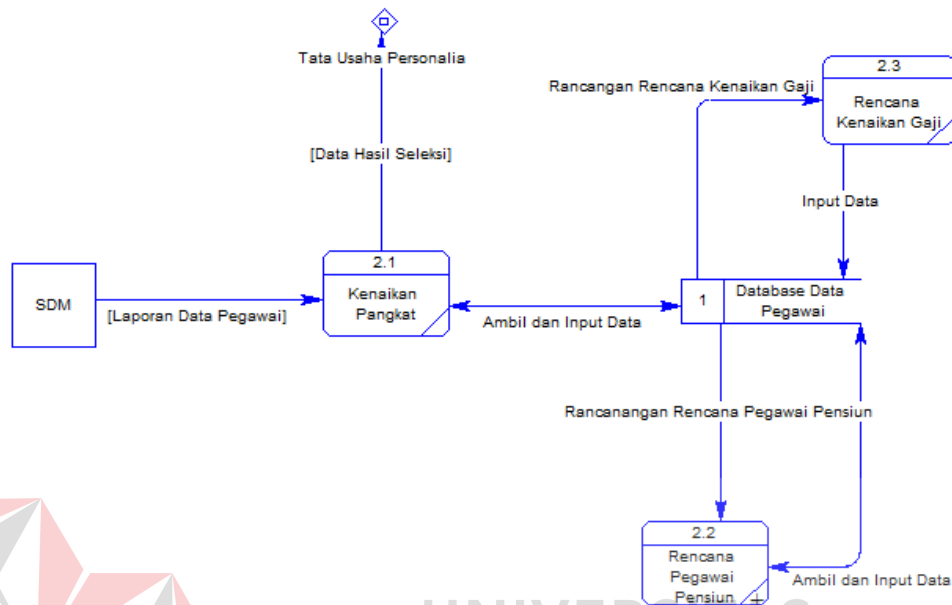 Tata Usaha Personalia
2.3
Rancangan Rencana Kenaikan Gaji
Rencana
Kenaikan Gaji
[Data Hasil Seleksi]
Input Data
2.1
Kenaikan
Pangkat
SDM
[Laporan Data Pegawai]
Ambil dan Input Data
1
Database Data
Pegawai
Rancanangan Rencana Pegawai Pensiun
2.2
Rencana
Pegawai
Pensiun
Ambil dan Input Data